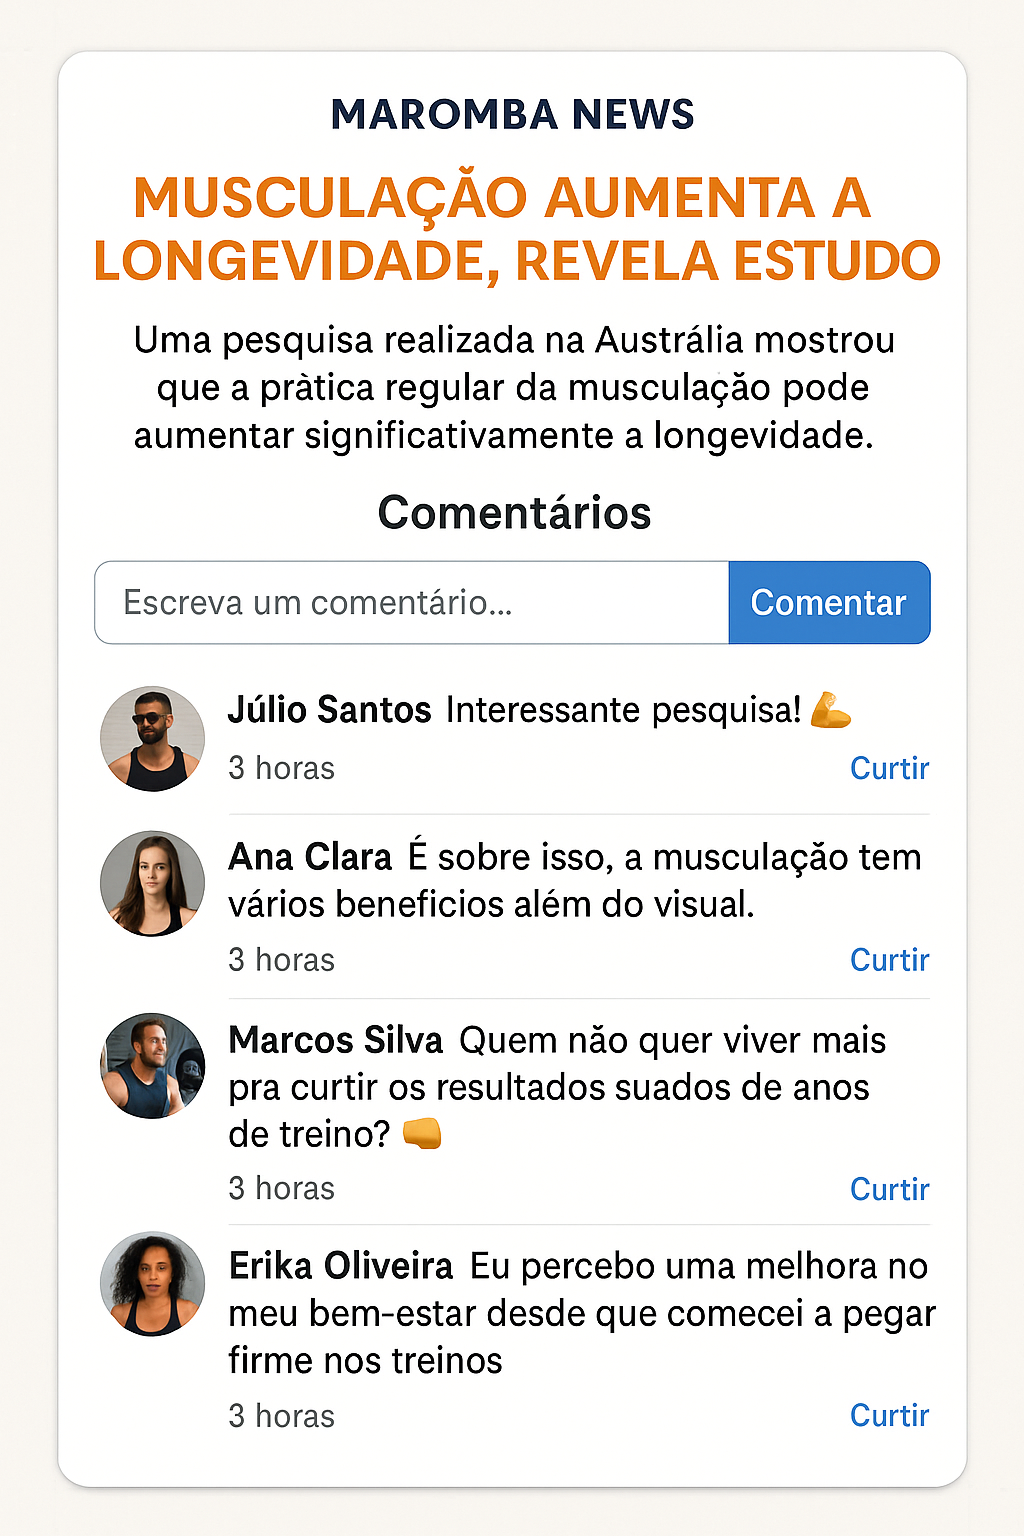 MAROMBA NEWS
MUSCULAÇÃO AUMENTA A
LONGEVIDADE, REVELA ESTUDO
Uma pesquisa realizada na Austrália mostrou
que a pràtica regular da musculação pode
aumentar significativamente a longevidade.
Comentários
Escreva um comentário...
Comentar
Júlio Santos Interessante pesquisa! 💪
3 horas
Curtir
Ana Clara É sobre isso, a musculação tem
vários beneficios além do visual.
3 horas
Curtir
Marcos Silva Quem não quer viver mais
pra curtir os resultados suados de anos
de treino? 🤜
3 horas
Curtir
Erika Oliveira Eu percebo uma melhora no
meu bem-estar desde que comecei a pegar
firme nos treinos
3 horas
Curtir